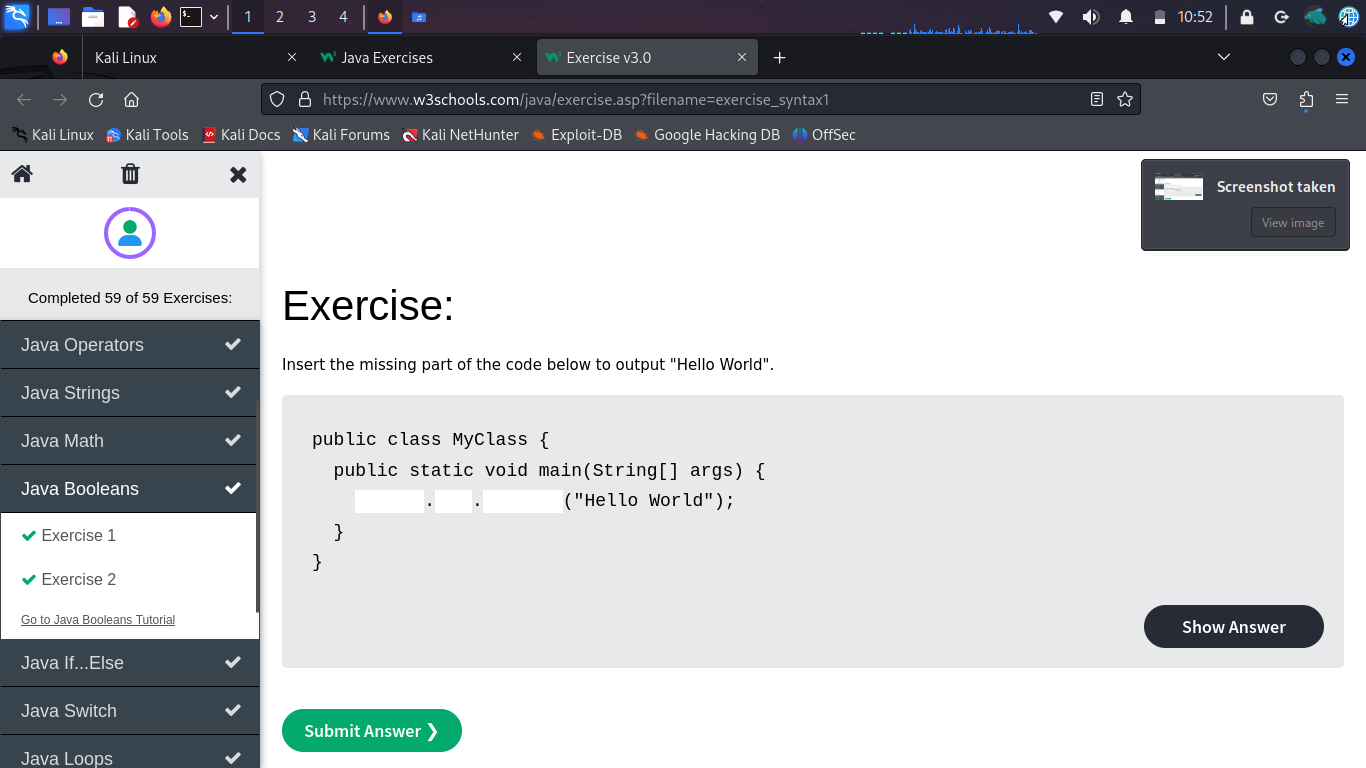 1 2 3 4 10:52
Kali Linux Java Exercises Exercise v3.0
https://www.w3schools.com/java/exercise.asp?filename=exercise_syntax1
Kali Linux Kali Tools Kali Docs Kali Forums Kali NetHunter Exploit-DB Google Hacking DB OffSec
Screenshot taken
View image
Completed 59 of 59 Exercises:
Java Operators
Java Strings
Java Math
Java Booleans
Exercise 1
Exercise 2
Go to Java Booleans Tutorial
Java If...Else
Java Switch
Java Loops
Exercise:
Insert the missing part of the code below to output "Hello World".
public class MyClass {
public static void main(String[] args) {
. . ("Hello World");
}
}
Show Answer
Submit Answer ❯